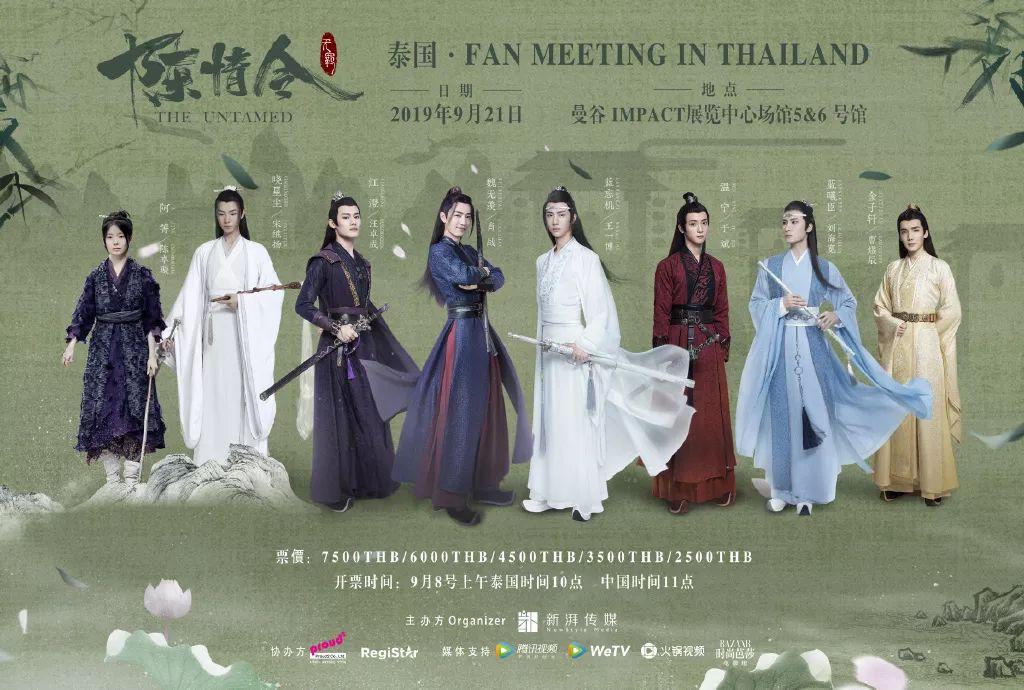 陈情令
THE UNTAMED
泰国·FAN MEETING IN THAILAND
日期
2019年9月21日
地点
曼谷 IMPACT展览中心场馆5&6 号馆
阿箐/陈卓璇
晓星尘/宋继扬
江澄/汪卓成
魏无羡/肖战
蓝忘机/王一博
温宁/于斌
蓝曦臣/刘海宽
金子轩/曹煜辰
票價: 7500THB/6000THB/4500THB/3500THB/2500THB
开票时间: 9月8号上午泰国时间10点 中国时间11点
主办方 Organizer 新湃传媒
NewStyle Media
协办方 proud2 RegiStAr 媒体支持 腾讯视频 WeTV 火锅视频 BAZAAR 时尚芭莎